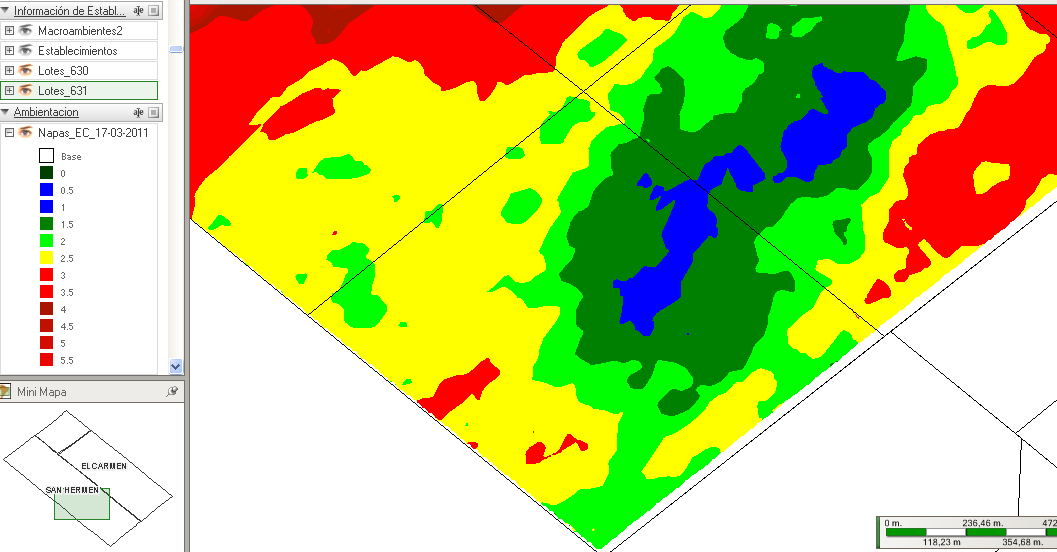 Información de Establ...
Macroambientes2
Establecimientos
Lotes_630
Lotes_631
Ambientacion
Napas_EC_17-03-2011
Base
0
0.5
1
1.5
2
2.5
3
3.5
4
4.5
5
5.5
Mini Mapa
EL CARMEN
SAN HERMEN
0 m.
236,46 m.
472
118,23 m
354,68 m.